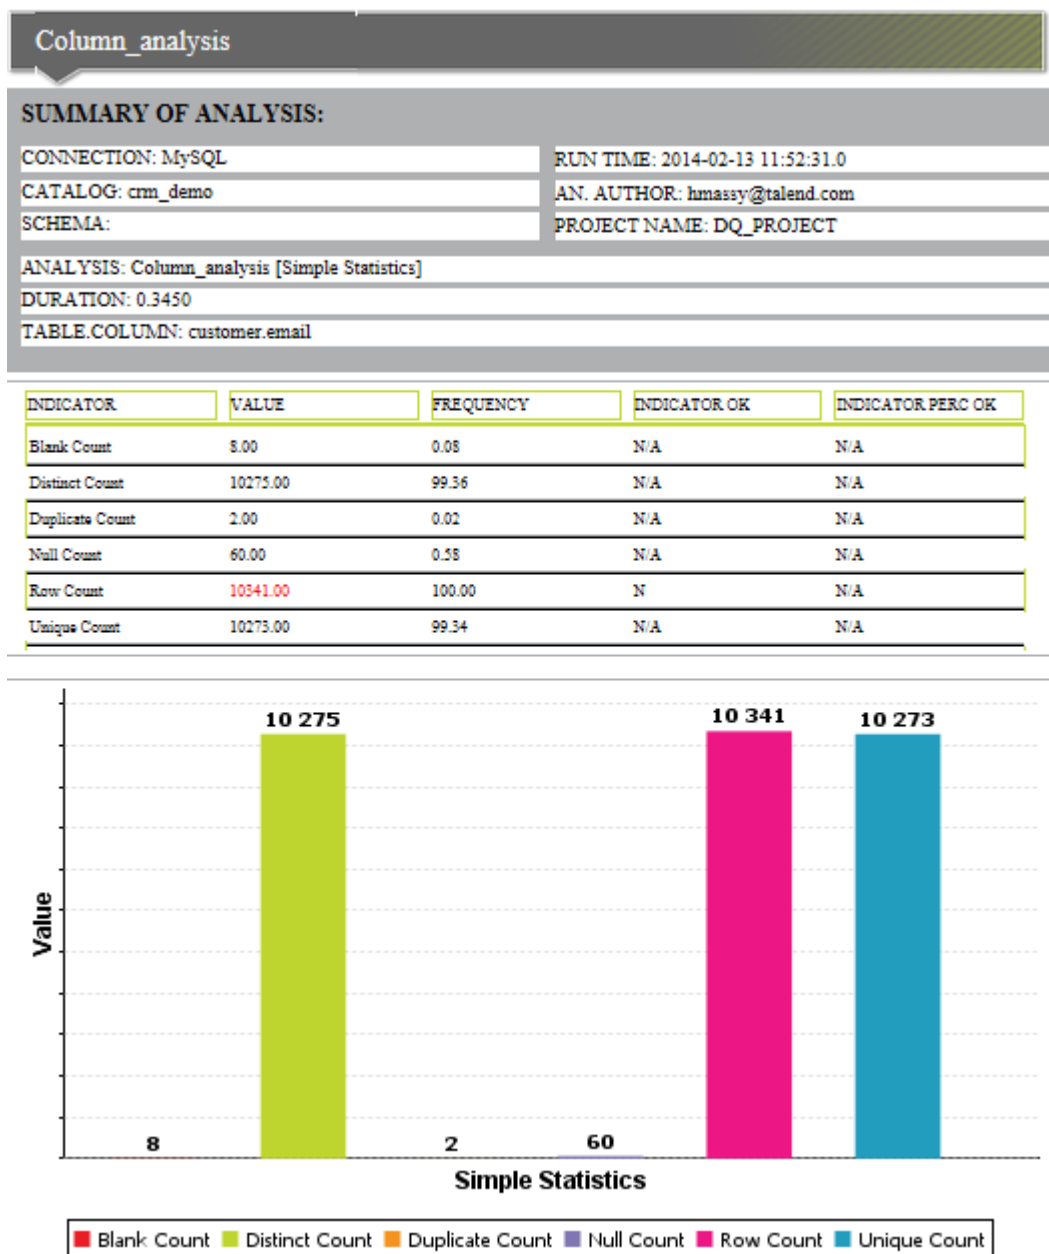 Column_analysis
SUMMARY OF ANALYSIS:
CONNECTION: MySQL RUN TIME: 2014-02-13 11:52:31.0
CATALOG: crm_demo AN. AUTHOR: hmassy@talend.com
SCHEMA: PROJECT NAME: DQ_PROJECT
ANALYSIS: Column_analysis [Simple Statistics]
DURATION: 0.3450
TABLE.COLUMN: customer.email
INDICATOR VALUE FREQUENCY INDICATOR OK INDICATOR PERC OK
Blank Count 8.00 0.08 N/A N/A
Distinct Count 10275.00 99.36 N/A N/A
Duplicate Count 2.00 0.02 N/A N/A
Null Count 60.00 0.58 N/A N/A
Row Count 10341.00 100.00 N N/A
Unique Count 10273.00 99.34 N/A N/A
10 275 10 341 10 273
Value
8 2 60
Simple Statistics
Blank Count Distinct Count Duplicate Count Null Count Row Count Unique Count